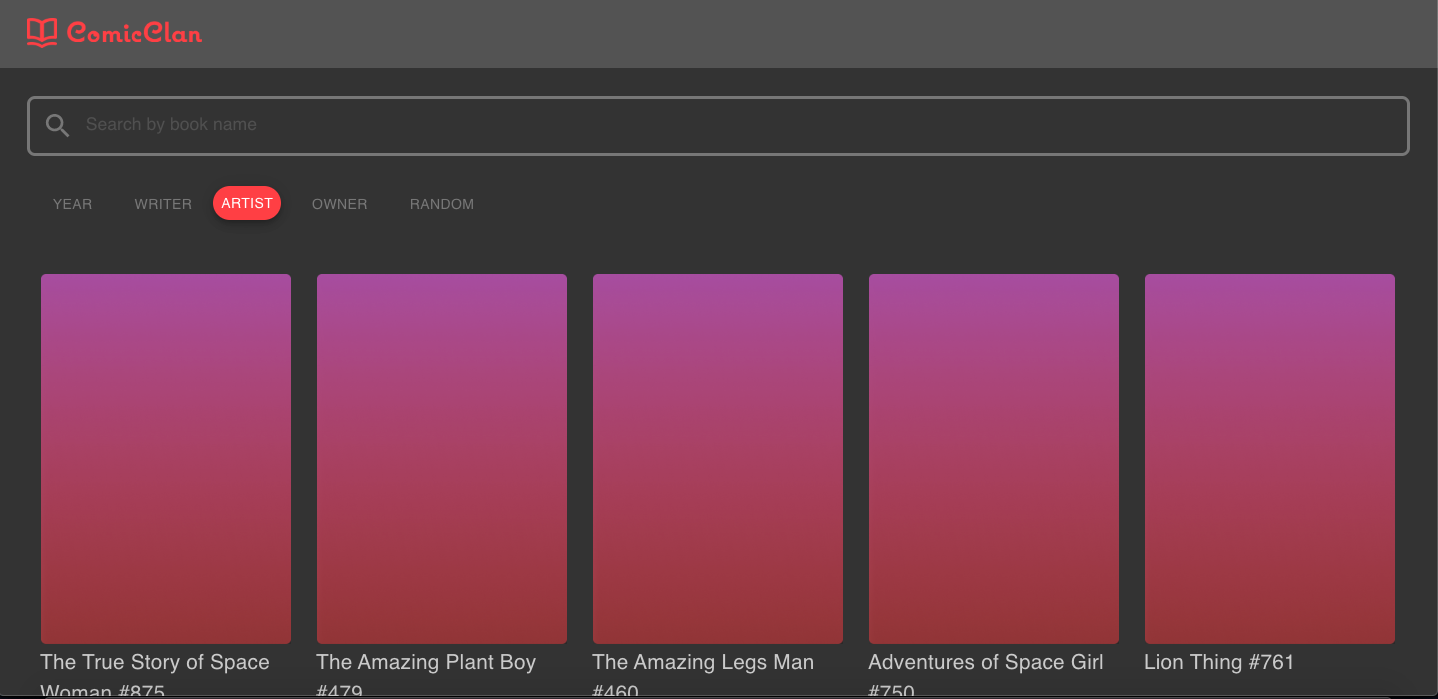 ComicClan
Search by book name
YEAR WRITER ARTIST OWNER RANDOM
The True Story of Space
Woman #875
The Amazing Plant Boy
#479
The Amazing Legs Man
#460
Adventures of Space Girl
#750
Lion Thing #761